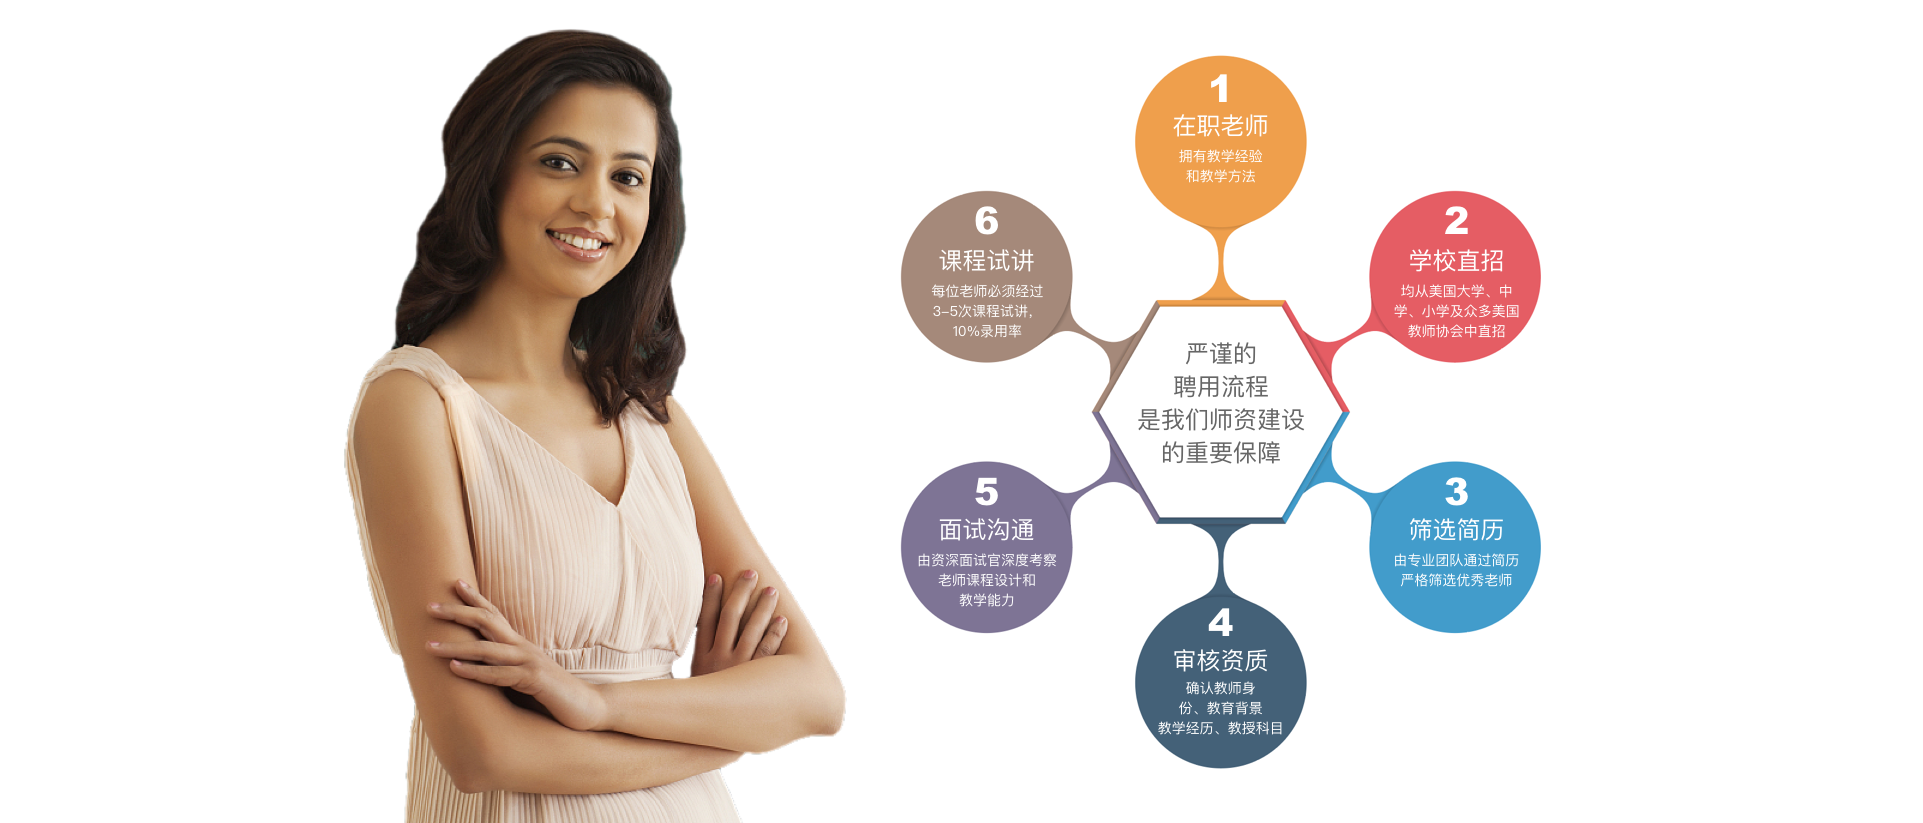 1
在职老师
拥有教学经验
和教学方法
2
学校直招
均从美国大学、中
学、小学及众多美国
教师协会中直招
3
筛选简历
由专业团队通过简历
严格筛选优秀老师
4
审核资质
确认教师身
份、教育背景
教学经历、教授科目
5
面试沟通
由资深面试官深度考察
老师课程设计和
教学能力
6
课程试讲
每位老师必须经过
3-5次课程试讲，
10%录用率
严谨的
聘用流程
是我们师资建设
的重要保障